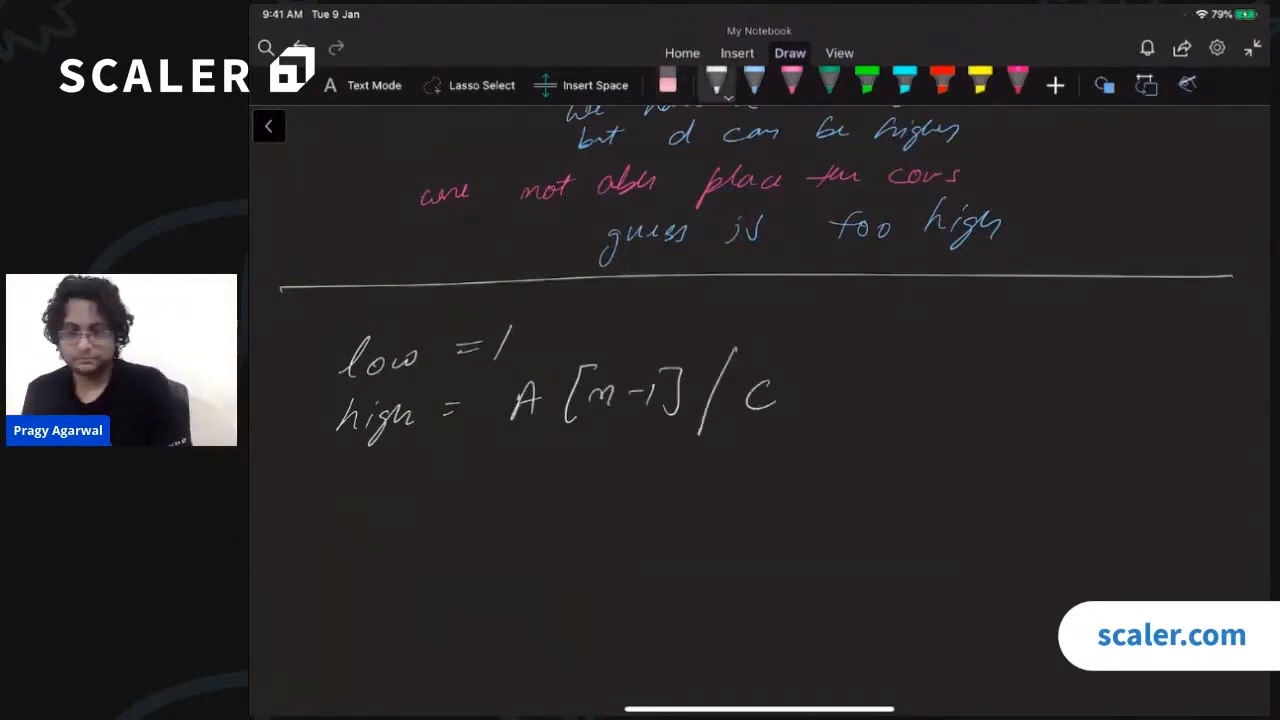 9:41 AM Tue 9 Jan
79%
My Notebook
SCALER
Home Insert Draw View
A Text Mode Lasso Select Insert Space
but d can be higher
not place the cows
guess is too high
low = 1
high = A[n-1] / C
Pragy Agarwal
scaler.com